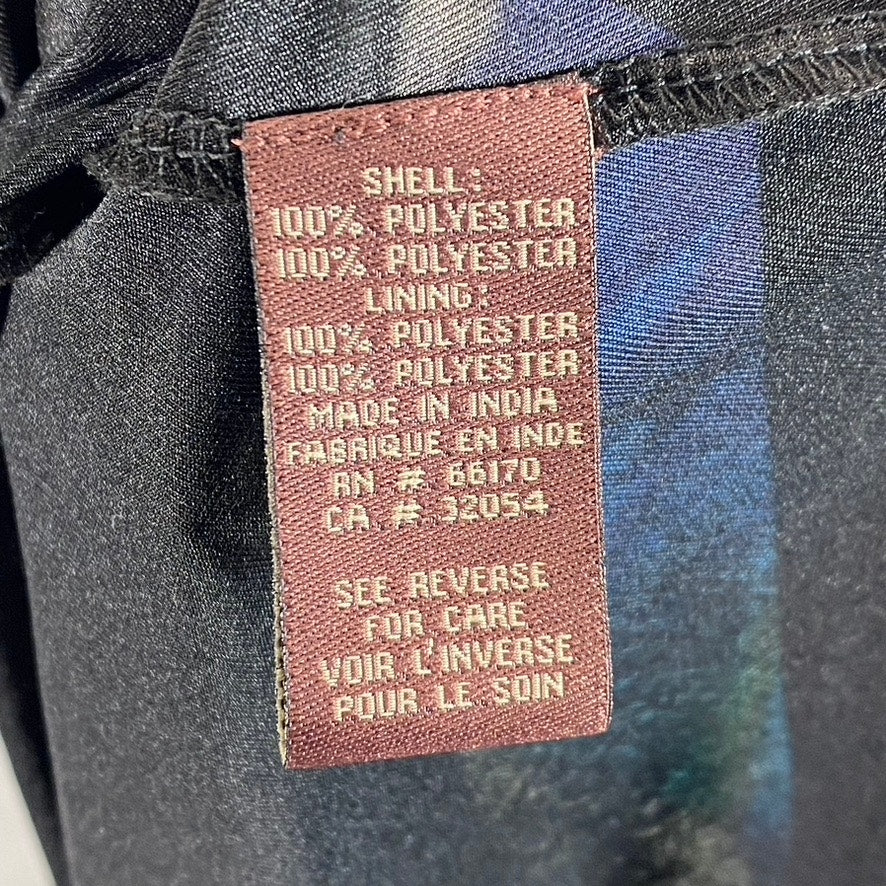 SHELL:
100% POLYESTER
100% POLYESTER
LINING:
100% POLYESTER
100% POLYESTER
MADE IN INDIA
FABRIQUE EN INDE
RN # 66170
CA # 32054
SEE REVERSE
FOR CARE
VOIR L'INVERSE
POUR LE SOIN